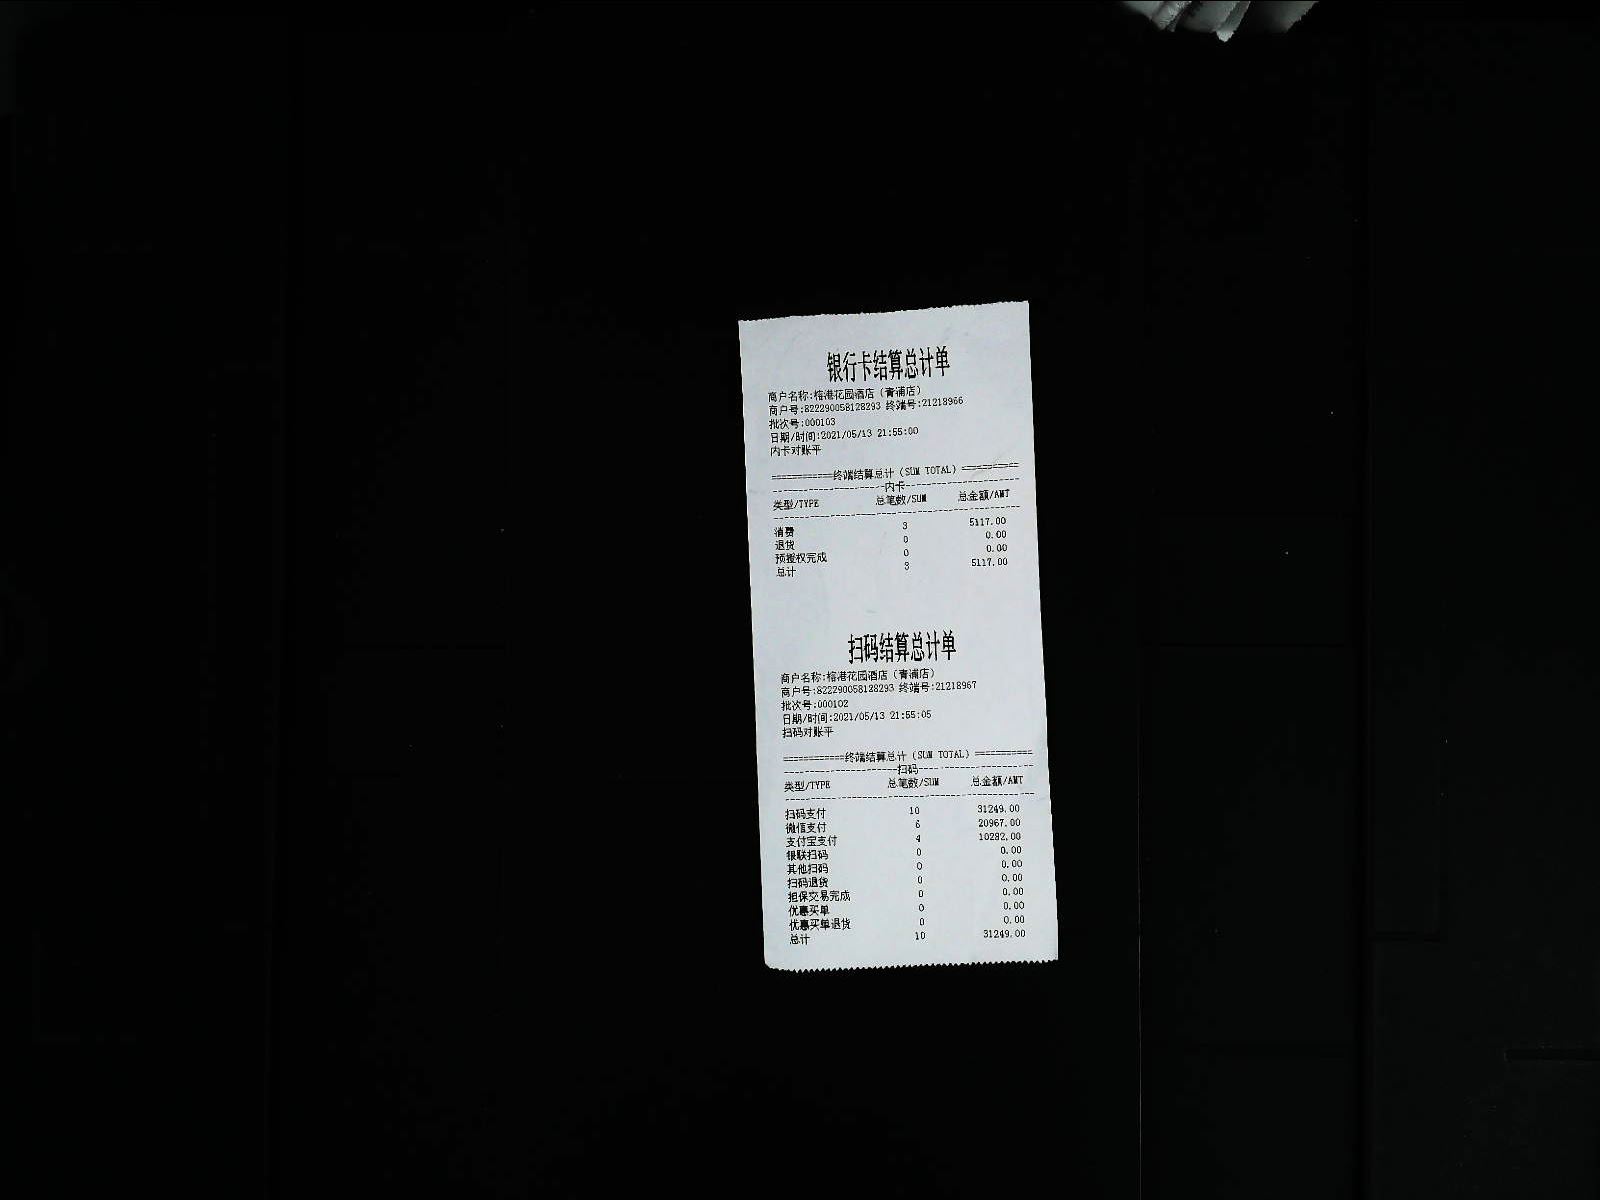 银行卡结算总计单
商户名称:榕港花园酒店（青浦店）
商户号:822290058128293 终端号:21218966
批次号:000103
日期/时间:2021/05/13 21:55:00
内卡对账平
============终端结算总计（SUM TOTAL）===========
----------------------内卡----------------------
类型/TYPE 总笔数/SUM 总金额/AMT
------------------------------------------------
消费 3 5117.00
退货 0 0.00
预授权完成 0 0.00
总计 3 5117.00
扫码结算总计单
商户名称:榕港花园酒店（青浦店）
商户号:822290058128293 终端号:21218967
批次号:000102
日期/时间:2021/05/13 21:55:05
扫码对账平
============终端结算总计（SUM TOTAL）===========
----------------------扫码----------------------
类型/TYPE 总笔数/SUM 总金额/AMT
------------------------------------------------
扫码支付 10 31249.00
微信支付 6 20967.00
支付宝支付 4 10282.00
银联扫码 0 0.00
其他扫码 0 0.00
扫码退货 0 0.00
担保交易完成 0 0.00
优惠买单 0 0.00
优惠买单退货 0 0.00
总计 10 31249.00